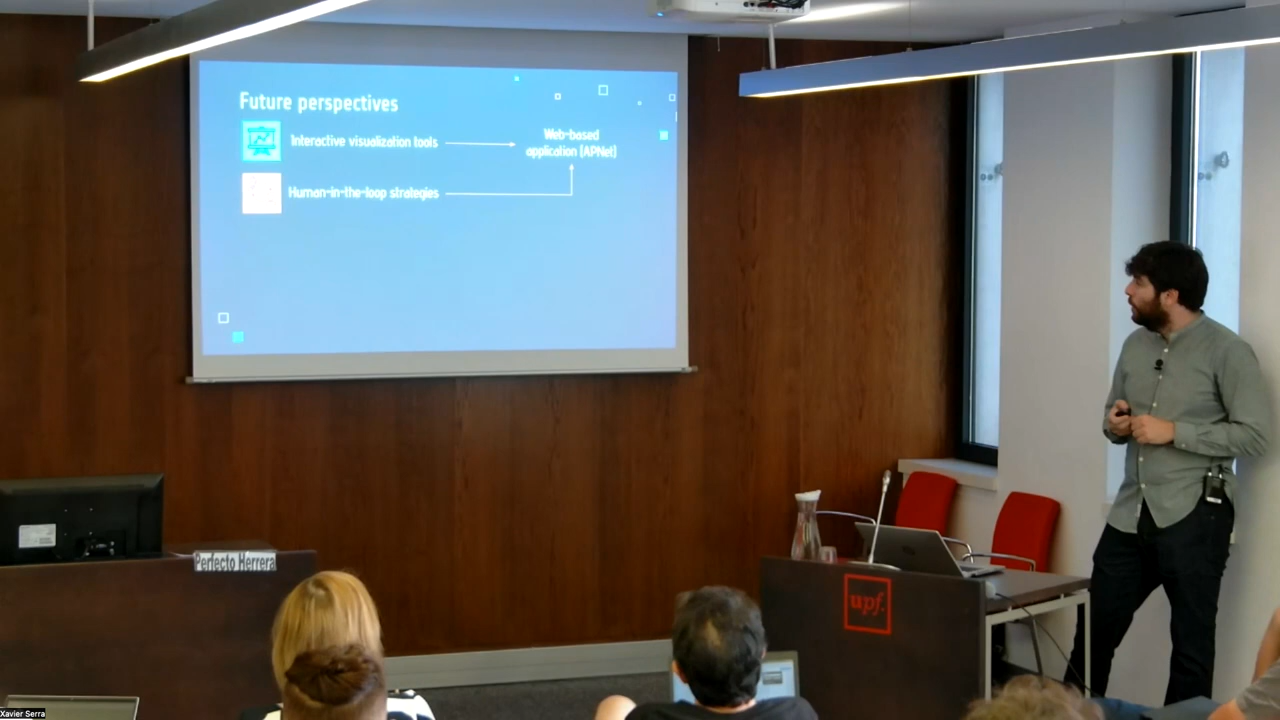 Future perspectives
Interactive visualization tools
Web-based
application (APNet)
Human-in-the-loop strategies
Perfecto Herrera
upf.
Xavier Serra